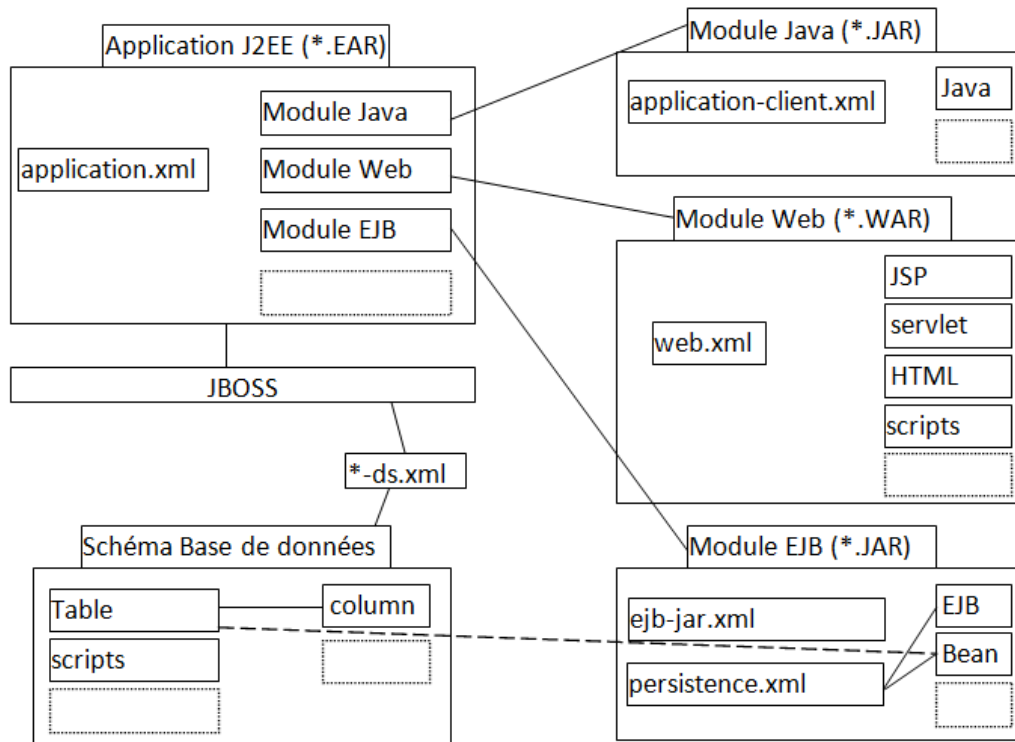 Application J2EE (*.EAR)
application.xml
Module Java
Module Web
Module EJB
JBOSS
*-ds.xml
Schéma Base de données
Table
column
scripts
Module Java (*.JAR)
application-client.xml
Java
Module Web (*.WAR)
web.xml
JSP
servlet
HTML
scripts
Module EJB (*.JAR)
ejb-jar.xml
persistence.xml
EJB
Bean